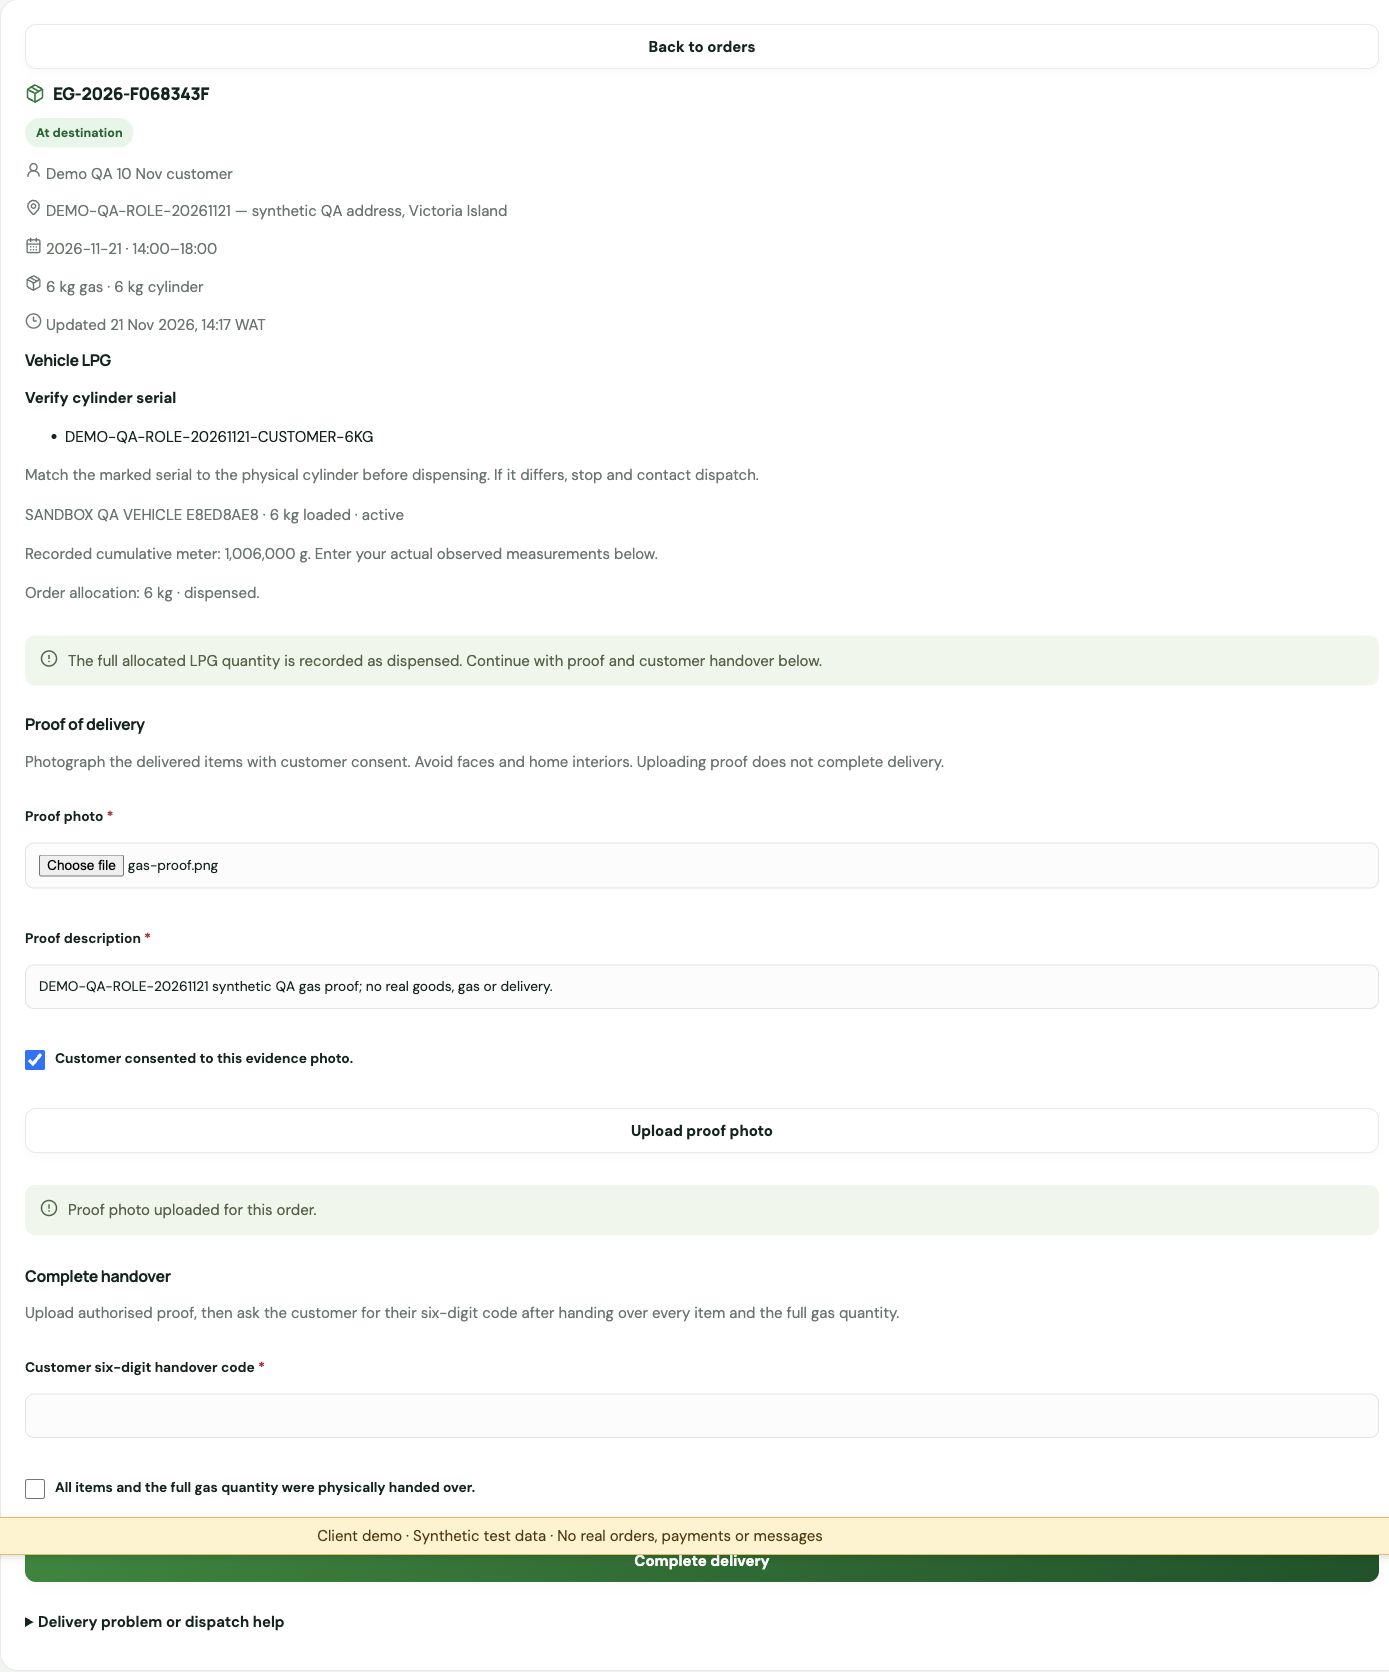 Back to orders
EG-2026-F068343F
At destination
Demo QA 10 Nov customer
DEMO-QA-ROLE-20261121 — synthetic QA address, Victoria Island
2026-11-21 · 14:00–18:00
6 kg gas · 6 kg cylinder
Updated 21 Nov 2026, 14:17 WAT
Vehicle LPG
Verify cylinder serial
• DEMO-QA-ROLE-20261121-CUSTOMER-6KG
Match the marked serial to the physical cylinder before dispensing. If it differs, stop and contact dispatch.
SANDBOX QA VEHICLE E8ED8AE8 · 6 kg loaded · active
Recorded cumulative meter: 1,006,000 g. Enter your actual observed measurements below.
Order allocation: 6 kg · dispensed.
The full allocated LPG quantity is recorded as dispensed. Continue with proof and customer handover below.
Proof of delivery
Photograph the delivered items with customer consent. Avoid faces and home interiors. Uploading proof does not complete delivery.
Proof photo *
Choose file gas-proof.png
Proof description *
DEMO-QA-ROLE-20261121 synthetic QA gas proof; no real goods, gas or delivery.
Customer consented to this evidence photo.
Upload proof photo
Proof photo uploaded for this order.
Complete handover
Upload authorised proof, then ask the customer for their six-digit code after handing over every item and the full gas quantity.
Customer six-digit handover code *
All items and the full gas quantity were physically handed over.
Client demo · Synthetic test data · No real orders, payments or messages
Complete delivery
Delivery problem or dispatch help